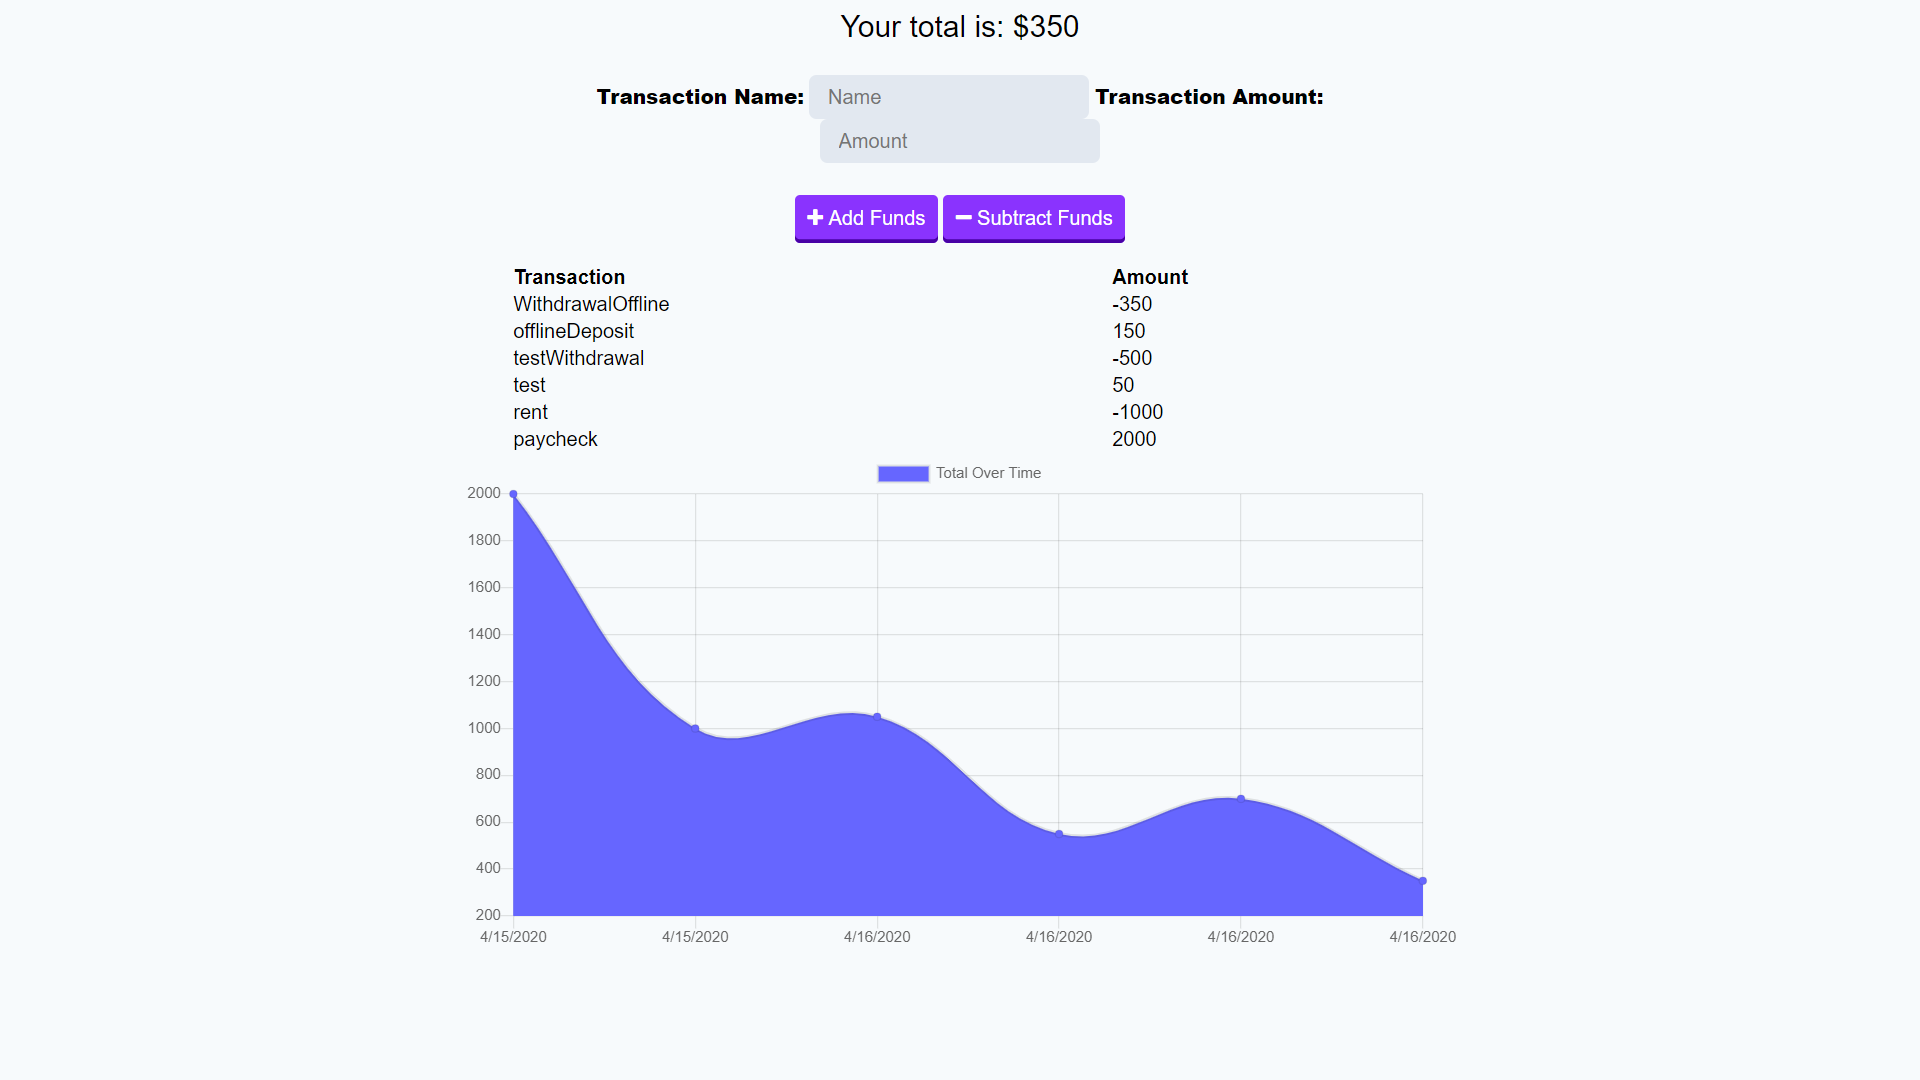 Your total is: $350
Transaction Name: Name Transaction Amount:
Amount
Add Funds Subtract Funds
Transaction Amount
WithdrawalOffline -350
offlineDeposit 150
testWithdrawal -500
test 50
rent -1000
paycheck 2000
Total Over Time
2000
1800
1600
1400
1200
1000
800
600
400
200
4/15/2020 4/15/2020 4/16/2020 4/16/2020 4/16/2020 4/16/2020